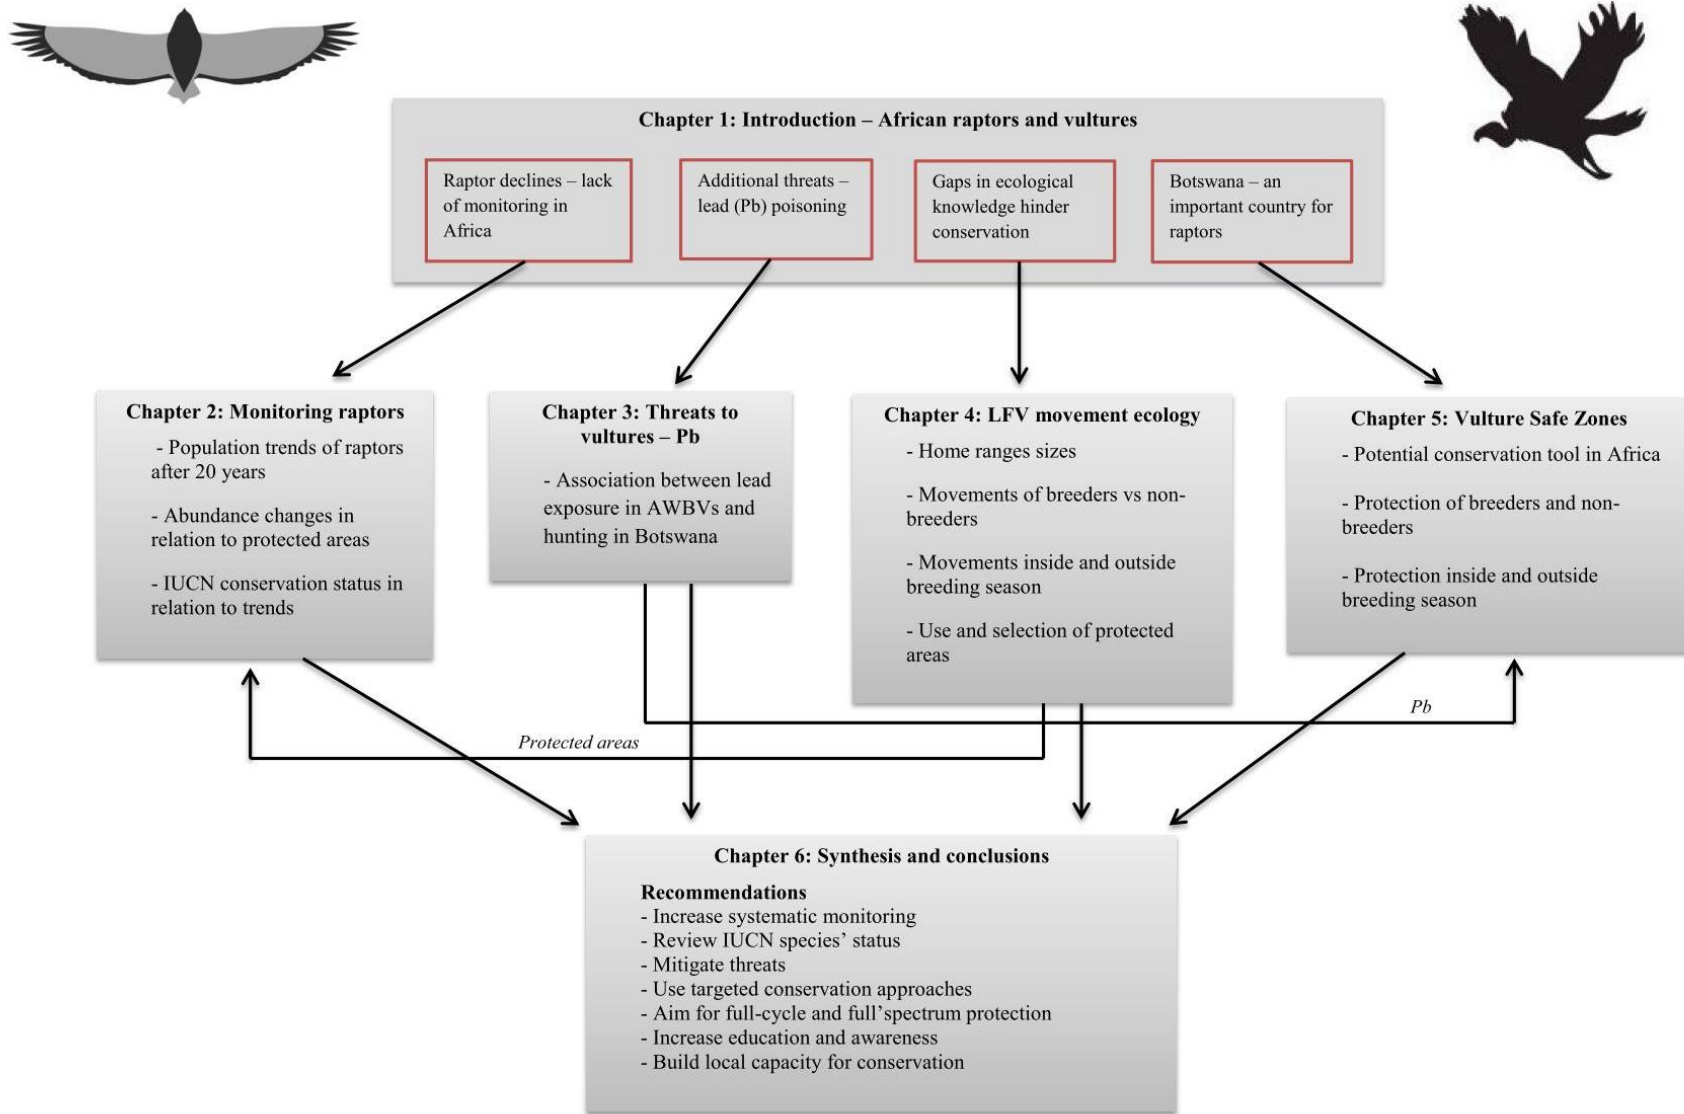 Chapter 1: Introduction – African raptors and vultures
Raptor declines – lack
of monitoring in
Africa
Additional threats –
lead (Pb) poisoning
Gaps in ecological
knowledge hinder
conservation
Botswana – an
important country for
raptors
Chapter 2: Monitoring raptors
- Population trends of raptors
after 20 years
- Abundance changes in
relation to protected areas
- IUCN conservation status in
relation to trends
Chapter 3: Threats to
vultures – Pb
- Association between lead
exposure in AWBVs and
hunting in Botswana
Chapter 4: LFV movement ecology
- Home ranges sizes
- Movements of breeders vs non-
breeders
- Movements inside and outside
breeding season
- Use and selection of protected
areas
Chapter 5: Vulture Safe Zones
- Potential conservation tool in Africa
- Protection of breeders and non-
breeders
- Protection inside and outside
breeding season
Pb
Protected areas
Chapter 6: Synthesis and conclusions
Recommendations
- Increase systematic monitoring
- Review IUCN species’ status
- Mitigate threats
- Use targeted conservation approaches
- Aim for full-cycle and full’spectrum protection
- Increase education and awareness
- Build local capacity for conservation